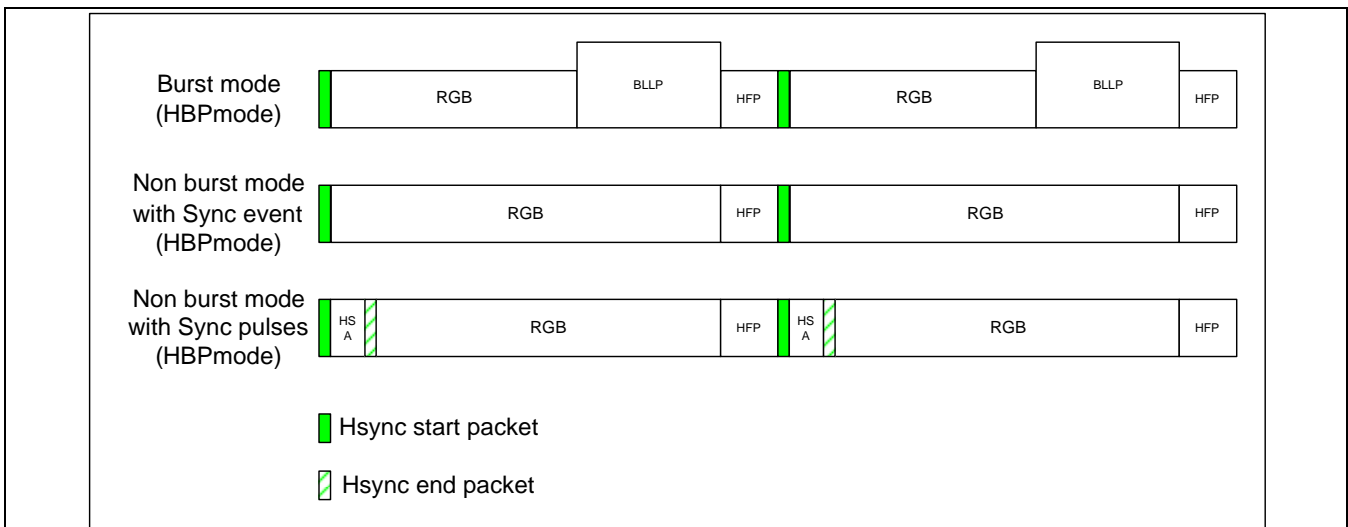 Burst mode
(HBPmode)
RGB
BLLP
HFP
RGB
BLLP
HFP
Non burst mode
with Sync event
(HBPmode)
RGB
HFP
RGB
HFP
Non burst mode
with Sync pulses
(HBPmode)
HS
A
RGB
HFP
HS
A
RGB
HFP
Hsync start packet
Hsync end packet